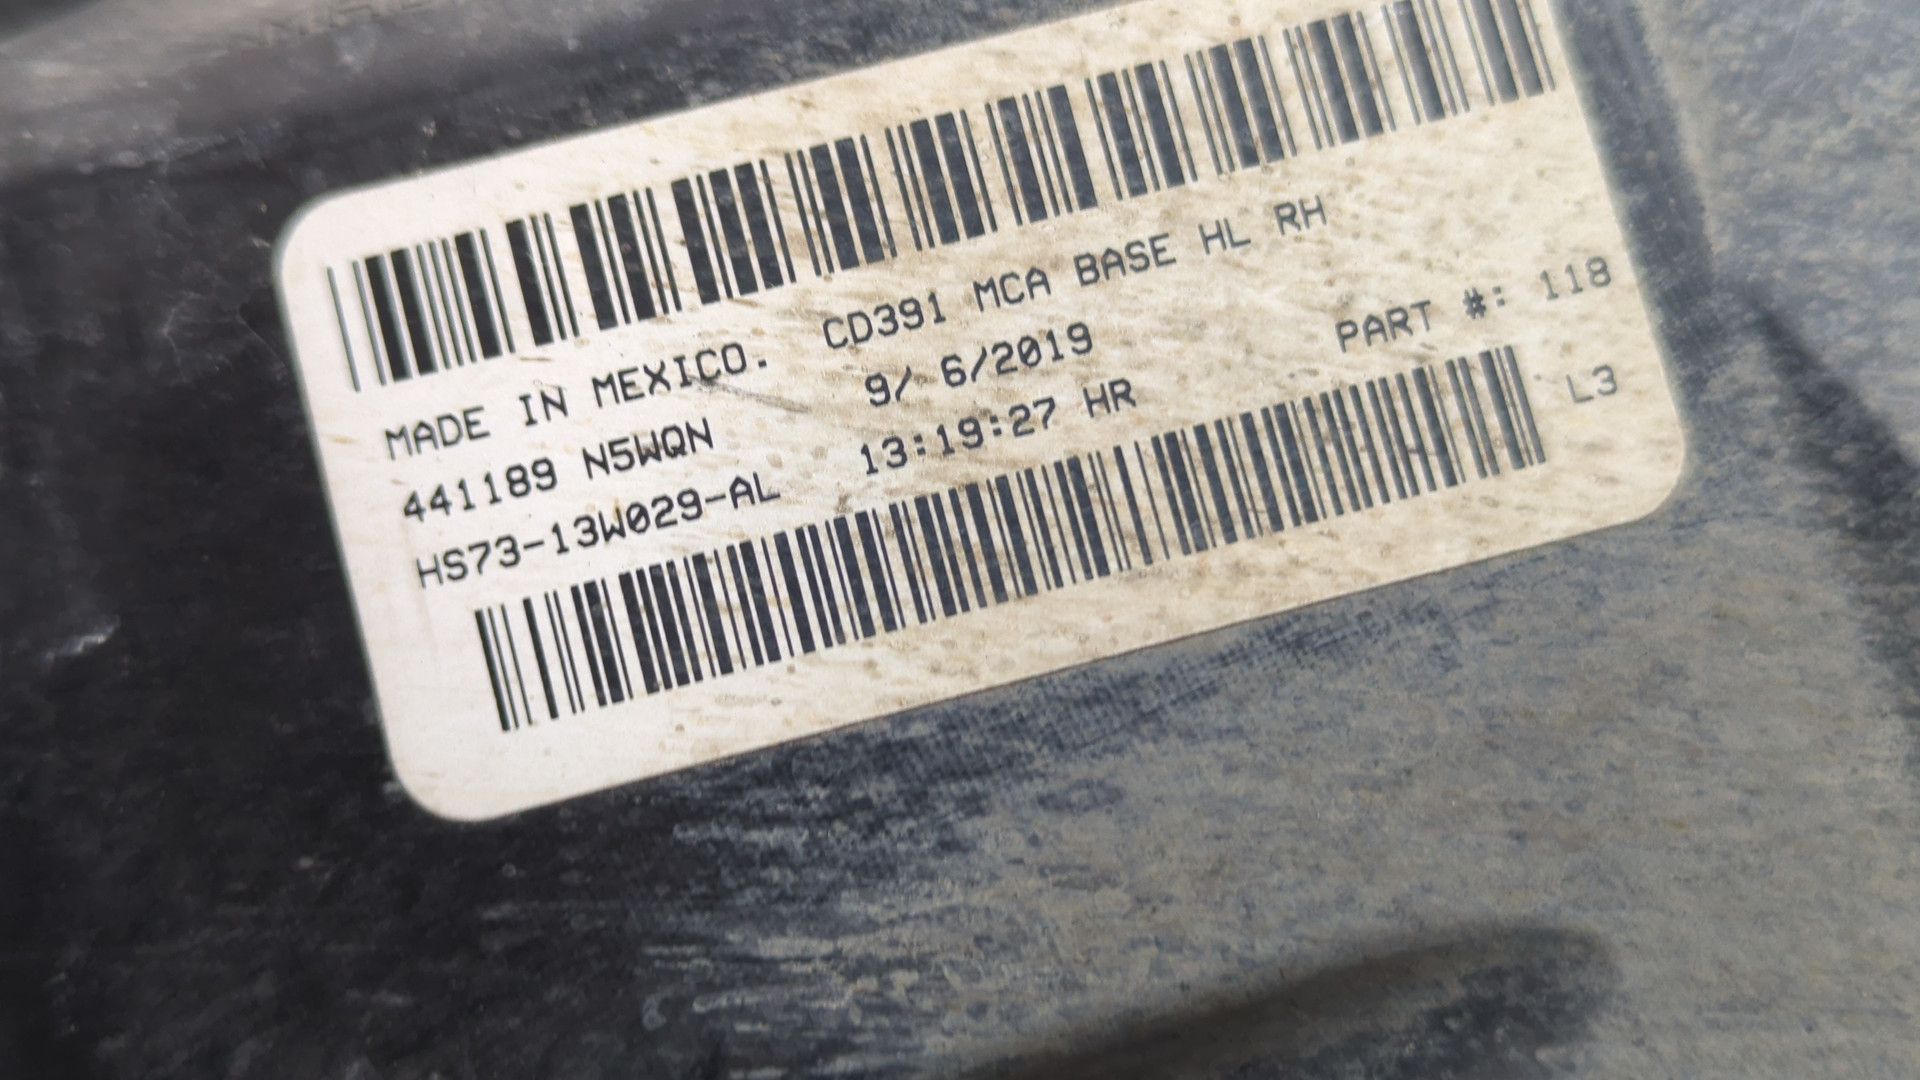 MADE IN MEXICO. CD391 MCA BASE HL RH
441189 N5WQN 9/ 6/2019 PART #: 118
HS73-13W029-AL 13:19:27 HR L3